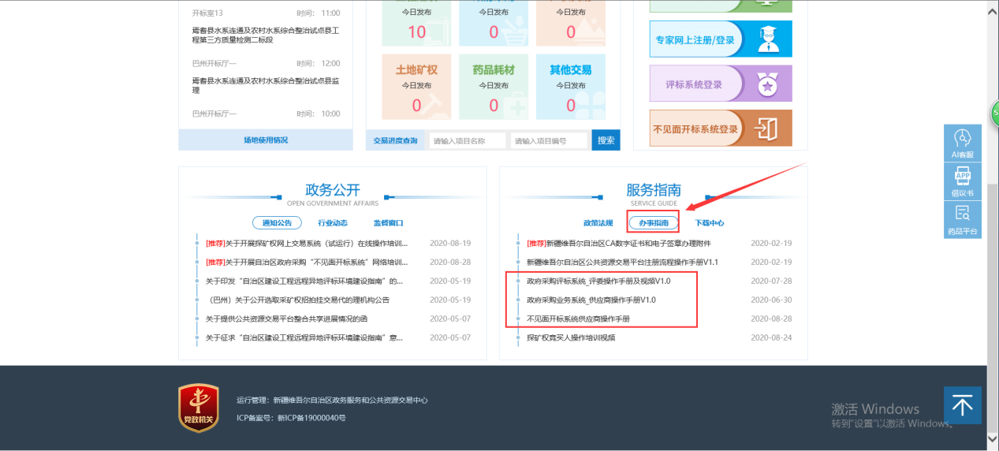 开标室13 时间： 11:00
焉耆县水系连通及农村水系综合整治试点县工
程第三方质量检测二标段
巴州开标厅一 时间： 12:00
焉耆县水系连通及农村水系综合整治试点县监
理
巴州开标厅一 时间： 10:00
场地使用情况
今日发布 今日发布 今日发布
10 0 0
土地矿权 药品耗材 其他交易
今日发布 今日发布 今日发布
0 0 0
交易进度查询 请输入项目名称 请输入项目编号 搜索
专家网上注册/登录
评标系统登录
不见面开标系统登录
5
AI客服
APP
倡议书
药品平台
政务公开
OPEN GOVERNMENT AFFAIRS
通知公告 行业动态 监督窗口
[推荐]关于开展探矿权网上交易系统（试运行）在线操作培训... 2020-08-19
[推荐]关于开展自治区政府采购“不见面开标系统”网络培训... 2020-08-28
关于印发“自治区建设工程远程异地评标环境建设指南”的... 2020-05-19
（巴州）关于公开选取采矿权招拍挂交易代的理机构公告 2020-05-19
关于提供公共资源交易平台整合共享进展情况的函 2020-05-07
关于征求“自治区建设工程远程异地评标环境建设指南”意... 2020-05-07
服务指南
SERVICE GUIDE
政策法规 办事指南 下载中心
[推荐]新疆维吾尔自治区CA数字证书和电子签章办理附件 2020-02-19
新疆维吾尔自治区公共资源交易平台注册流程操作手册V1.1 2020-02-19
政府采购评标系统_评委操作手册及视频V1.0 2020-07-28
政府采购业务系统_供应商操作手册V1.0 2020-06-30
不见面开标系统供应商操作手册 2020-08-28
探矿权竞买人操作培训视频 2020-08-24
党政机关
运行管理：新疆维吾尔自治区政务服务和公共资源交易中心
ICP备案号：新ICP备19000040号
激活 Windows
转到“设置”以激活 Windows。